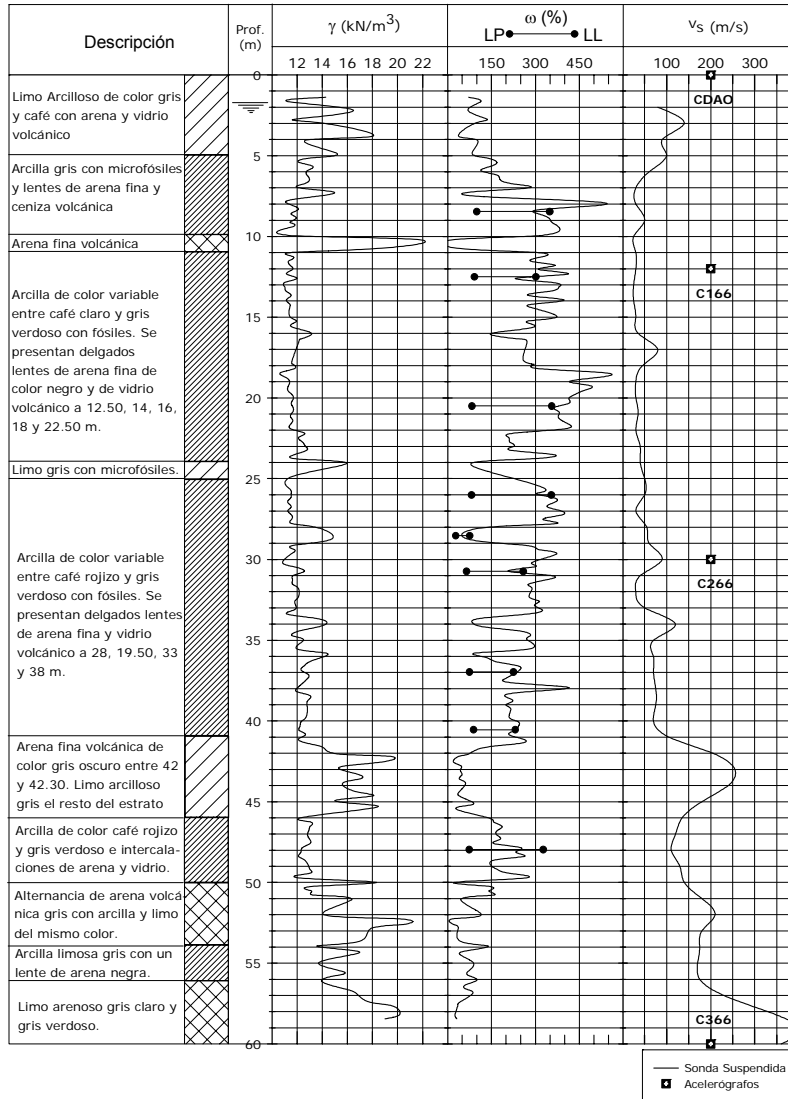 Descripción
Prof.
(m)
γ (kN/m³)
12 14 16 18 20 22
ω (%)
LP LL
150 300 450
vS (m/s)
100 200 300
0
5
10
15
20
25
30
35
40
45
50
55
60
Limo Arcilloso de color gris
y café con arena y vidrio
volcánico
Arcilla gris con microfósiles
y lentes de arena fina y
ceniza volcánica
Arena fina volcánica
Arcilla de color variable
entre café claro y gris
verdoso con fósiles. Se
presentan delgados
lentes de arena fina de
color negro y de vidrio
volcánico a 12.50, 14, 16,
18 y 22.50 m.
Limo gris con microfósiles.
Arcilla de color variable
entre café rojizo y gris
verdoso con fósiles. Se
presentan delgados lentes
de arena fina y vidrio
volcánico a 28, 19.50, 33
y 38 m.
Arena fina volcánica de
color gris oscuro entre 42
y 42.30. Limo arcilloso
gris el resto del estrato
Arcilla de color café rojizo
y gris verdoso e intercala-
ciones de arena y vidrio.
Alternancia de arena volcá
nica gris con arcilla y limo
del mismo color.
Arcilla limosa gris con un
lente de arena negra.
Limo arenoso gris claro y
gris verdoso.
CDAO
C166
C266
C366
Sonda Suspendida
Acelerógrafos